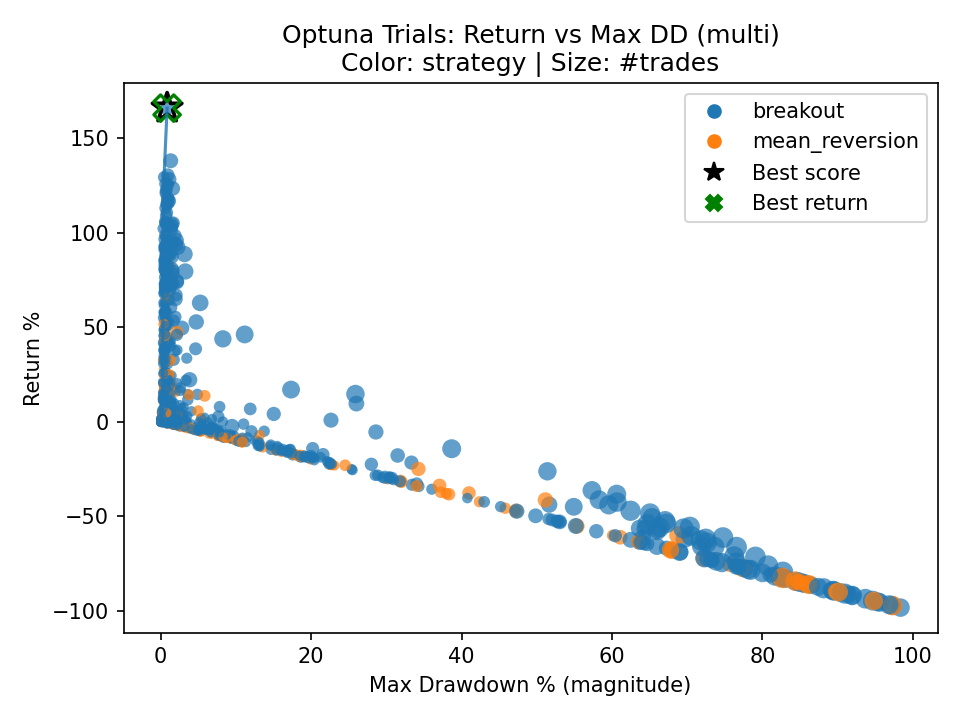 Optuna Trials: Return vs Max DD (multi)
Color: strategy | Size: #trades
breakout
mean_reversion
Best score
Best return
Return %
150
100
50
0
−50
−100
0
20
40
60
80
100
Max Drawdown % (magnitude)